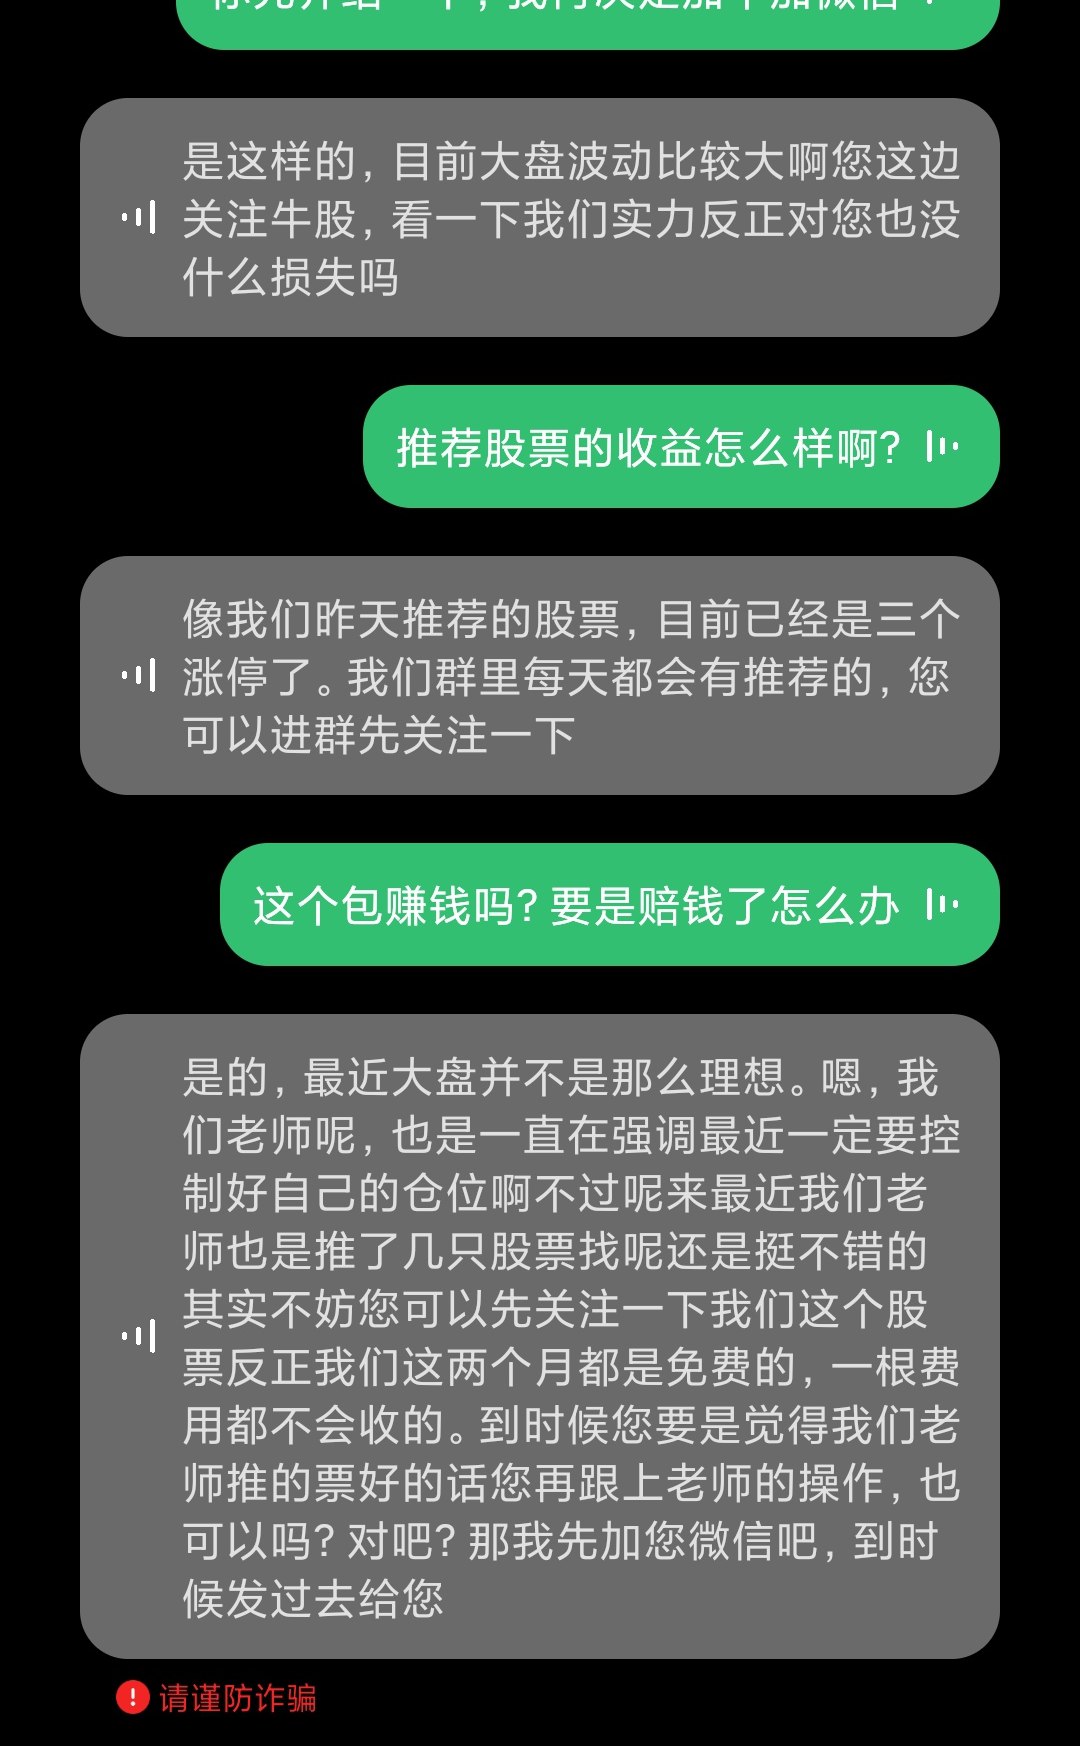 是这样的，目前大盘波动比较大啊您这边
关注牛股，看一下我们实力反正对您也没
什么损失吗
推荐股票的收益怎么样啊?
像我们昨天推荐的股票，目前已经是三个
涨停了。我们群里每天都会有推荐的，您
可以进群先关注一下
这个包赚钱吗? 要是赔钱了怎么办
是的，最近大盘并不是那么理想。嗯，我
们老师呢，也是一直在强调最近一定要控
制好自己的仓位啊不过呢来最近我们老
师也是推了几只股票找呢还是挺不错的
其实不妨您可以先关注一下我们这个股
票反正我们这两个月都是免费的，一根费
用都不会收的。到时候您要是觉得我们老
师推的票好的话您再跟上老师的操作，也
可以吗? 对吧? 那我先加您微信吧，到时
候发过去给您
请谨防诈骗